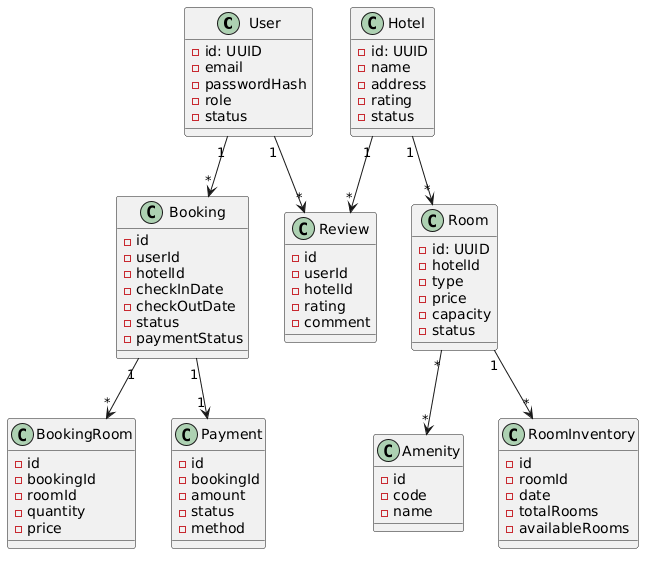 C User
id: UUID
email
passwordHash
role
status
C Hotel
id: UUID
name
address
rating
status
1 1 1 1
* * * *
C Booking
id
userId
hotelId
checkInDate
checkOutDate
status
paymentStatus
C Review
id
userId
hotelId
rating
comment
C Room
id: UUID
hotelId
type
price
capacity
status
1 1 * 1
* 1 * *
C BookingRoom
id
bookingId
roomId
quantity
price
C Payment
id
bookingId
amount
status
method
C Amenity
id
code
name
C RoomInventory
id
roomId
date
totalRooms
availableRooms